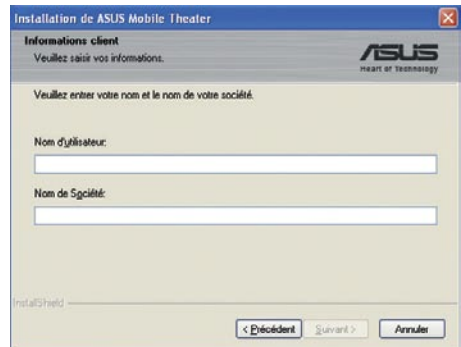 Installation de ASUS Mobile Theater
Informations client
Veuillez saisir vos informations.
ASUS
Heart of Technology
Veuillez entrer votre nom et le nom de votre société.
Nom d'utilisateur:
Nom de Société:
InstallShield
< Précédent
Suivant >
Annuler